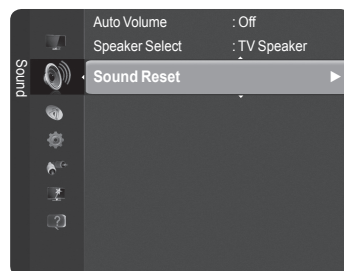 Sound
Auto Volume : Off
Speaker Select : TV Speaker
Sound Reset